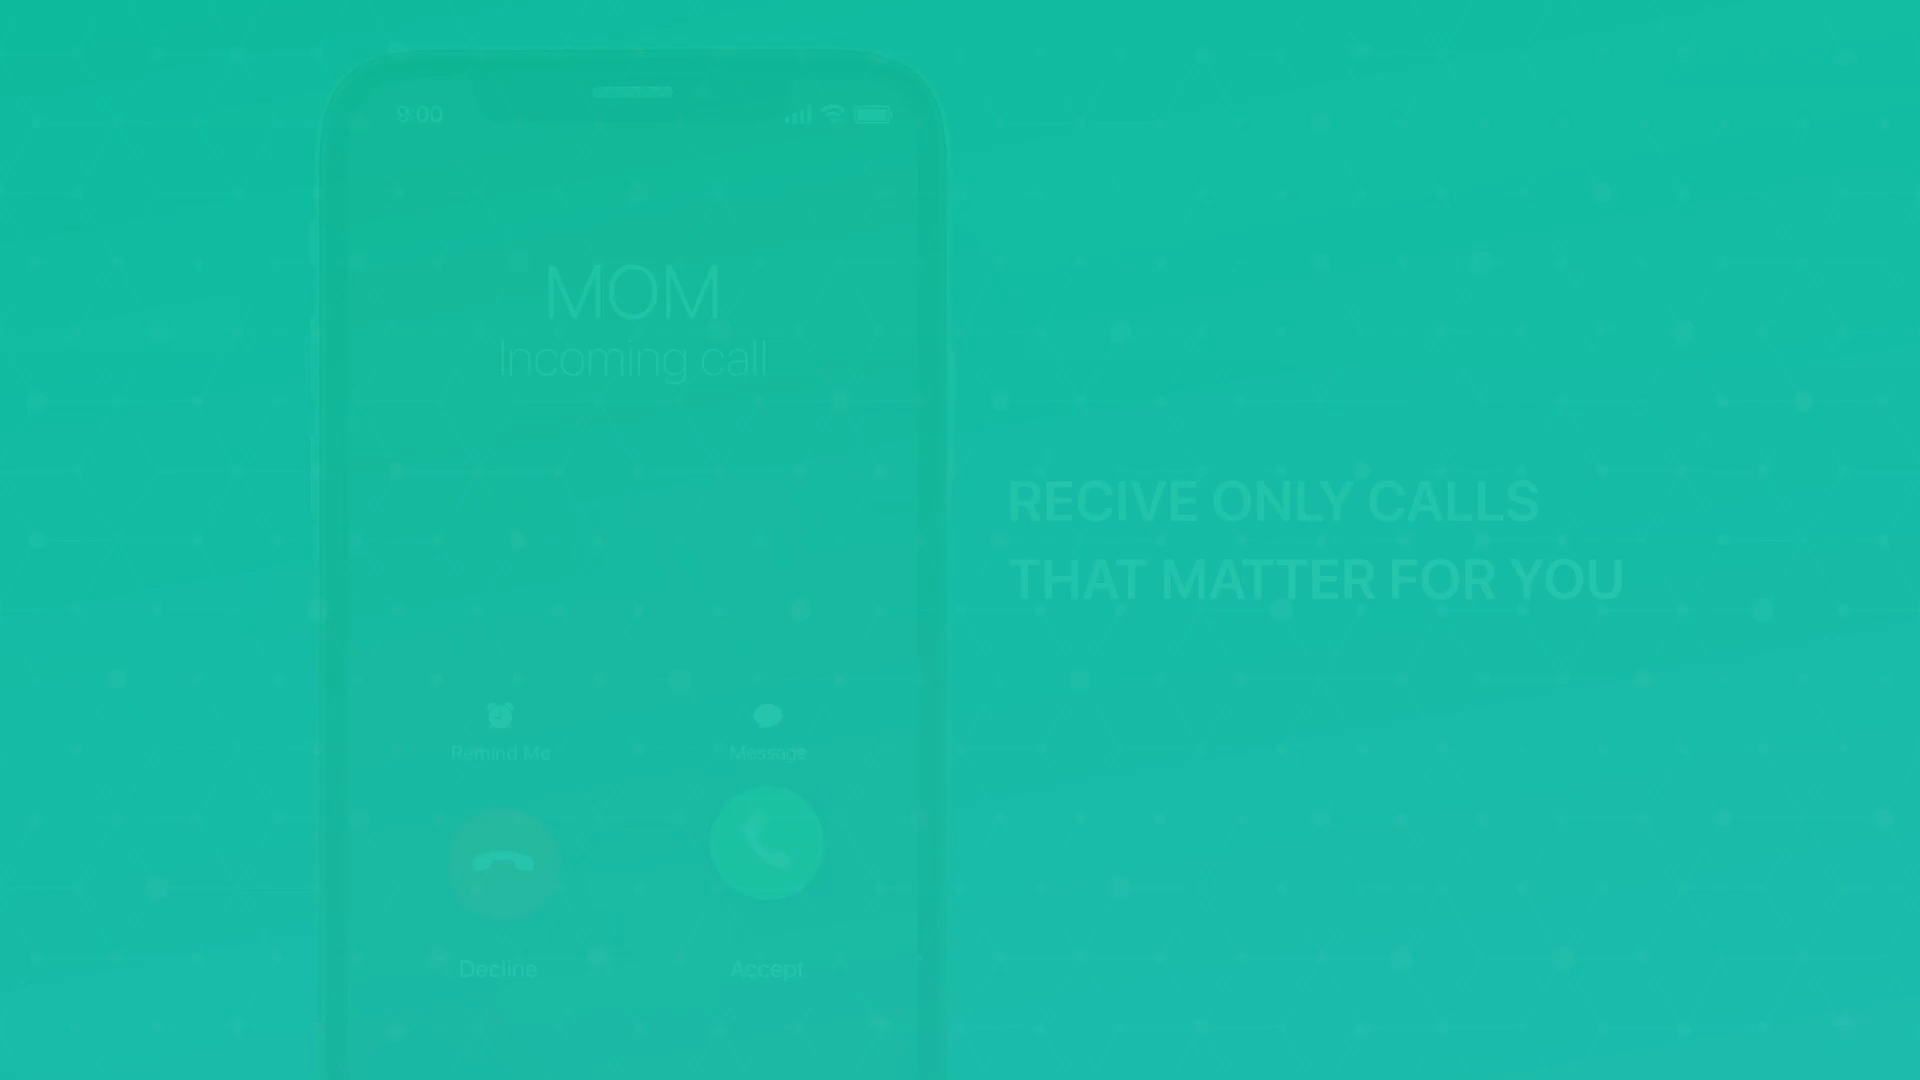 9:00
MOM
Incoming call
RECIVE ONLY CALLS
THAT MATTER FOR YOU
Remind Me
Message
Decline
Accept